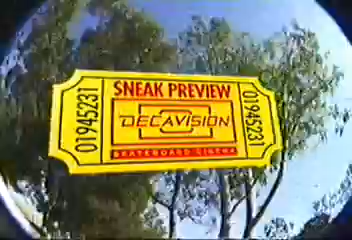 SNEAK PREVIEW
01945231
DECAVISION
01945231
SKATEBOARD CINEMA